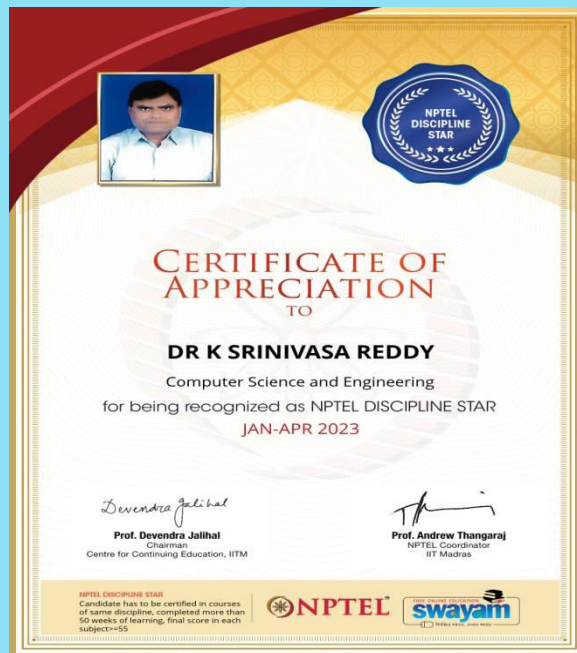 NPTEL
DISCIPLINE
STAR
CERTIFICATE OF
APPRECIATION
TO
DR K SRINIVASA REDDY
Computer Science and Engineering
for being recognized as NPTEL DISCIPLINE STAR
JAN-APR 2023
Devendra Jalihal
Prof. Devendra Jalihal
Chairman
Centre for Continuing Education, IITM
Prof. Andrew Thangaraj
NPTEL Coordinator
IIT Madras
NPTEL DISCIPLINE STAR
Candidate has to be certified in courses
of same discipline, completed more than
50 weeks of learning, final score in each
subject>=55
NPTEL
FREE ONLINE EDUCATION
swayam